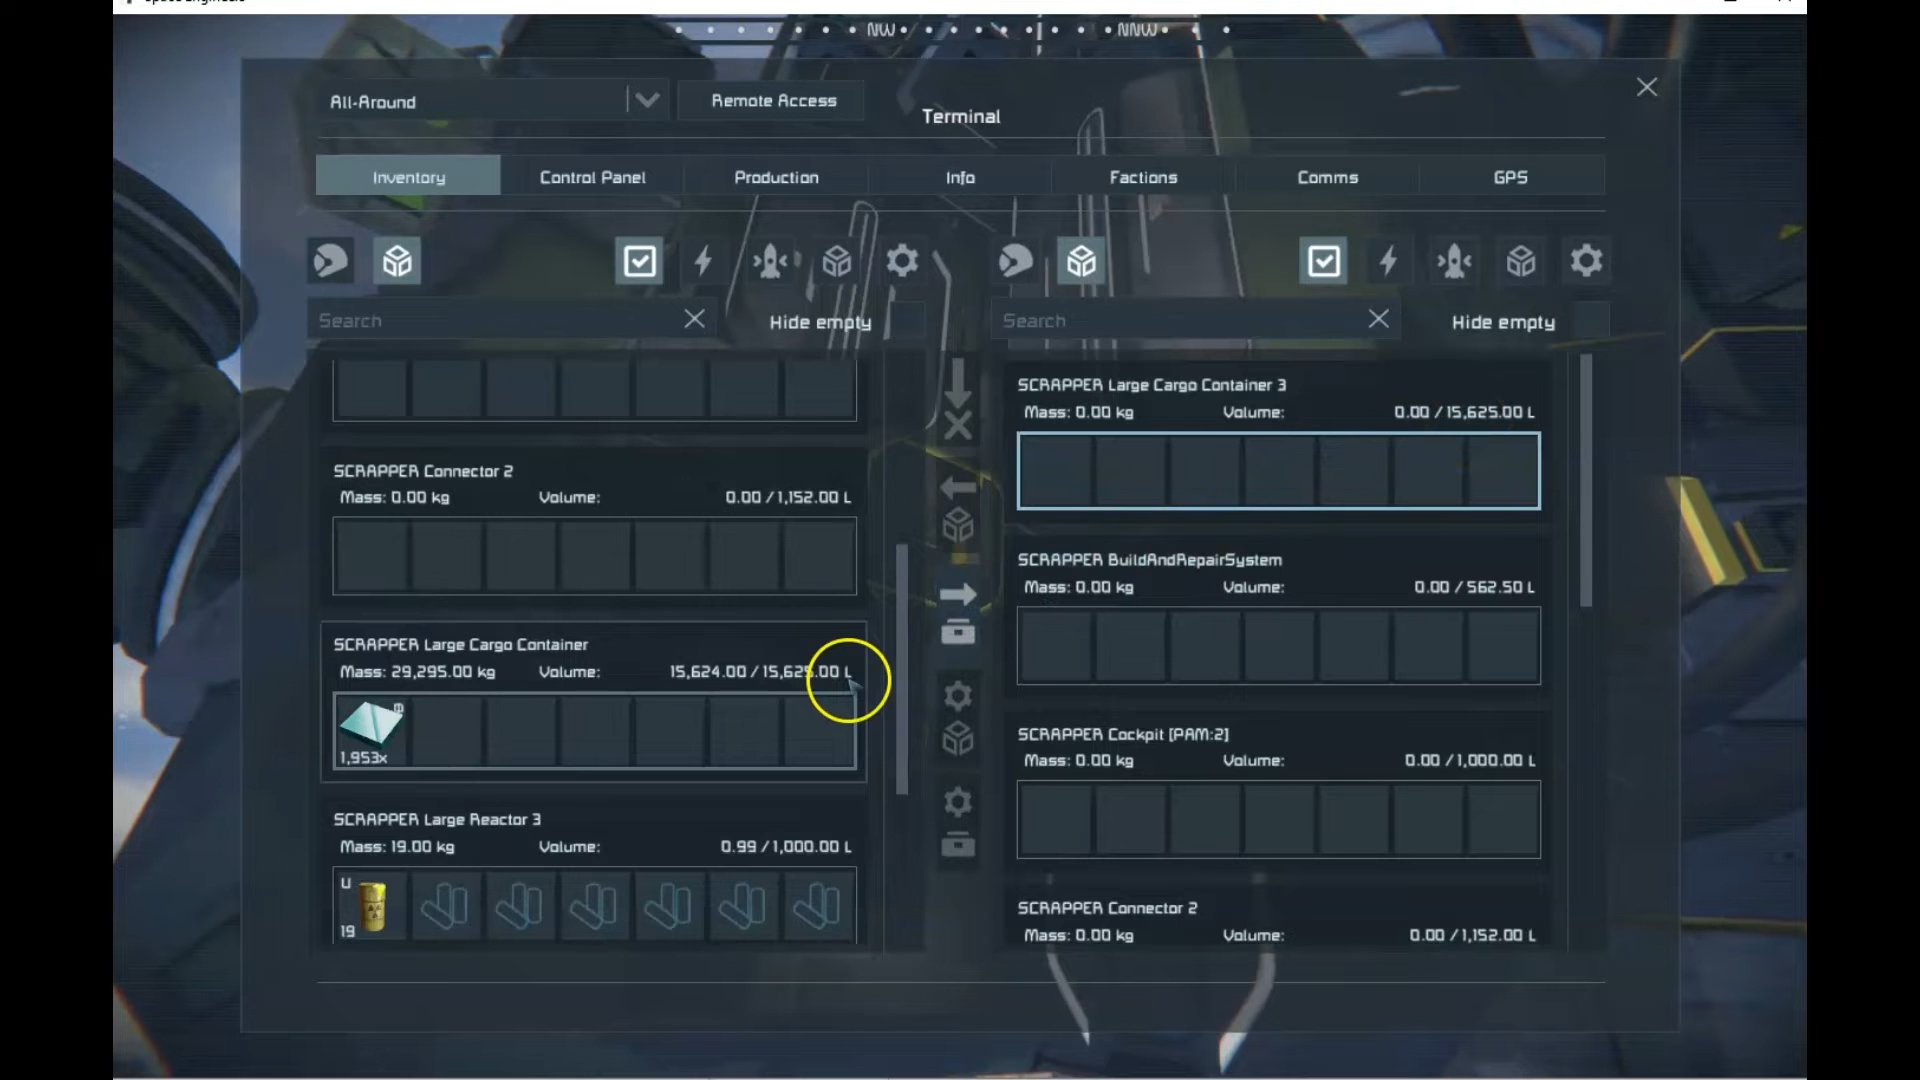 NW
NNW
All-Around
Remote Access
Terminal
Inventory
Control Panel
Production
Info
Factions
Comms
GPS
Search
Hide empty
Search
Hide empty
SCRAPPER Connector 2
Mass: 0.00 kg Volume: 0.00 / 1,152.00 L
SCRAPPER Large Cargo Container
Mass: 29,295.00 kg Volume: 15,624.00 / 15,625.00 L
1,953x
SCRAPPER Large Reactor 3
Mass: 19.00 kg Volume: 0.99 / 1,000.00 L
U
19
SCRAPPER Large Cargo Container 3
Mass: 0.00 kg Volume: 0.00 / 15,625.00 L
SCRAPPER BuildAndRepairSystem
Mass: 0.00 kg Volume: 0.00 / 562.50 L
SCRAPPER Cockpit [PAM:2]
Mass: 0.00 kg Volume: 0.00 / 1,000.00 L
SCRAPPER Connector 2
Mass: 0.00 kg Volume: 0.00 / 1,152.00 L